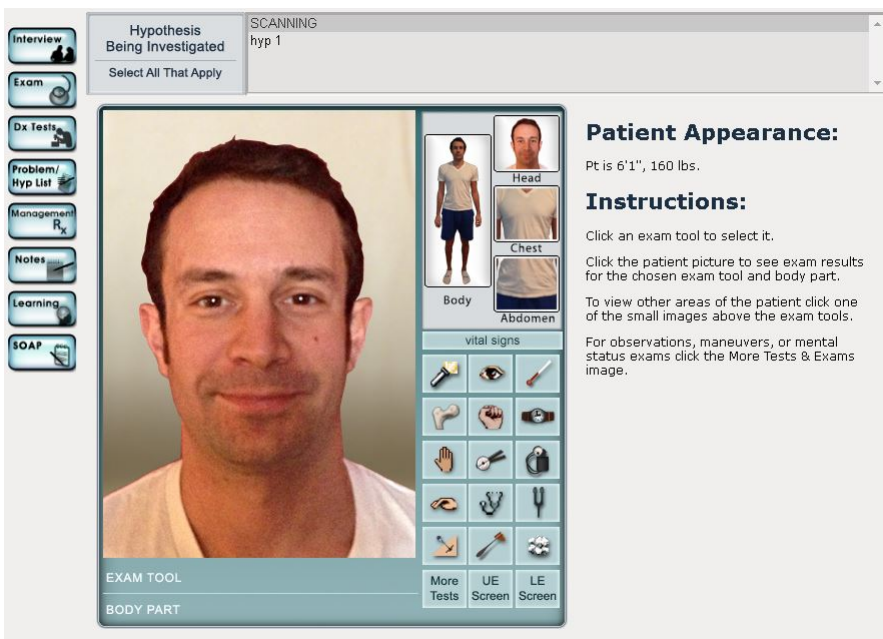 Interview
Exam
Dx Tests
Problem/
Hyp List
Management
Rx
Notes
Learning
SOAP
Hypothesis
Being Investigated
Select All That Apply
SCANNING
hyp 1
Head
Chest
Body
Abdomen
vital signs
More
Tests
UE
Screen
LE
Screen
EXAM TOOL
BODY PART
Patient Appearance:
Pt is 6'1", 160 lbs.
Instructions:
Click an exam tool to select it.
Click the patient picture to see exam results
for the chosen exam tool and body part.
To view other areas of the patient click one
of the small images above the exam tools.
For observations, maneuvers, or mental
status exams click the More Tests & Exams
image.